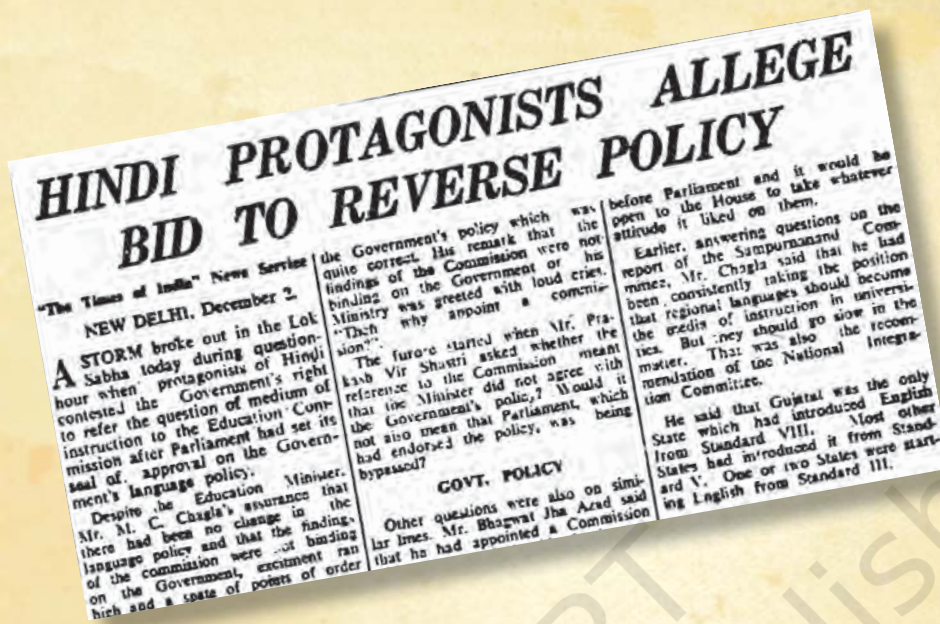 HINDI PROTAGONISTS ALLEGE
BID TO REVERSE POLICY
"The Times of India" News Service
NEW DELHI, December 2.
A STORM broke out in the Lok
Sabha today during question-
hour when protagonists of Hindi
contested the Government's right
to refer the question of medium of
instruction to the Education Com-
mission after Parliament had set its
seal of approval on the Govern-
ment's language policy.
Despite the Education Minister,
Mr. M. C. Chagla's assurance that
there had been no change in the
language policy and that the findings
of the commission were not binding
on the Government, excitment ran
high and a spate of points of order
the Government's policy which was
quite correct. His remark that the
findings of the Commission were not
binding on the Government or his
Ministry was greeted with loud cries,
"Then why appoint a commis-
sion?".
The furore started when Mr. Pra-
kash Vir Shastri asked whether the
reference to the Commission meant
that the Minister did not agree with
the Government's policy? Would it
not also mean that Parliament, which
had endorsed the policy, was being
bypassed?
GOVT. POLICY
Other questions were also on simi-
lar lines. Mr. Bhagwat Jha Azad said
that he had appointed a Commission
before Parliament and it would be
open to the House to take whatever
attitude it liked on them.
Earlier, answering questions on the
report of the Sampurnanand Com-
mittee, Mr. Chagla said that he had
been consistently taking the position
that regional languages should become
the media of instruction in universi-
ties. But they should go slow in the
matter. That was also the recom-
mendation of the National Integra-
tion Committee.
He said that Gujarat was the only
State which had introduced English
from Standard VIII. Most other
States had introduced it from Stand-
ard V. One or two States were start-
ing English from Standard III.